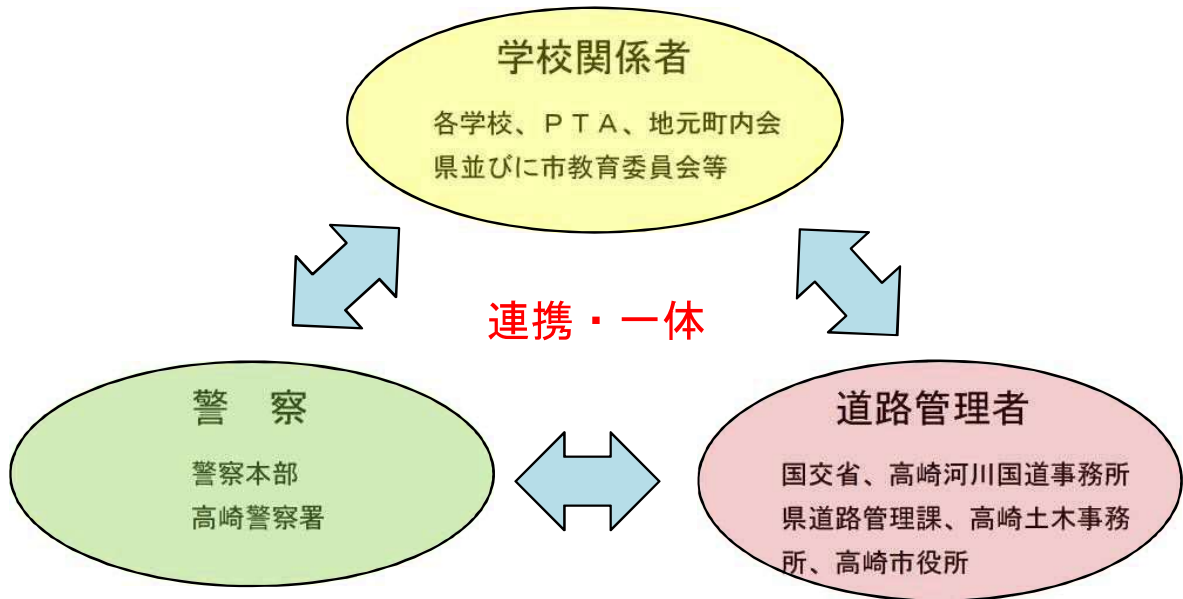 学校関係者
各学校、ＰＴＡ、地元町内会
県並びに市教育委員会等
連携・一体
警　察
警察本部
高崎警察署
道路管理者
国交省、高崎河川国道事務所
県道路管理課、高崎土木事務
所、高崎市役所